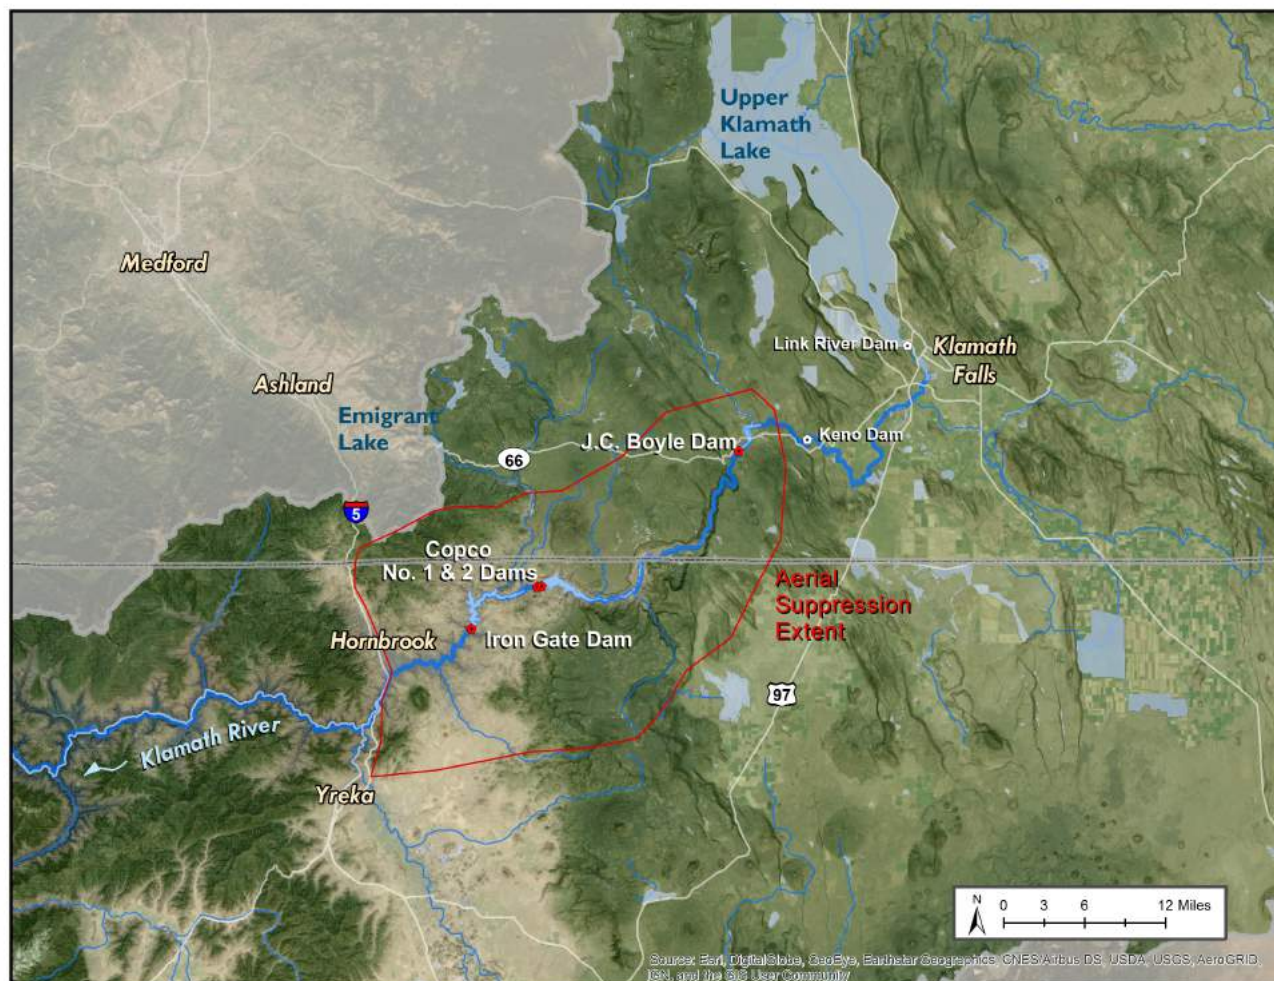 Upper
Klamath
Lake
Medford
Link River Dam
Klamath
Falls
Ashland
Emigrant
Lake
J.C. Boyle Dam
Keno Dam
66
5
Copco
No. 1 & 2 Dams
Aerial
Suppression
Extent
Hornbrook
Iron Gate Dam
97
Klamath River
Yreka
N
0 3 6 12 Miles
Source: Esri, DigitalGlobe, GeoEye, Earthstar Geographics, CNES/Airbus DS, USDA, USGS, AeroGRID,
IGN, and the GIS User Community